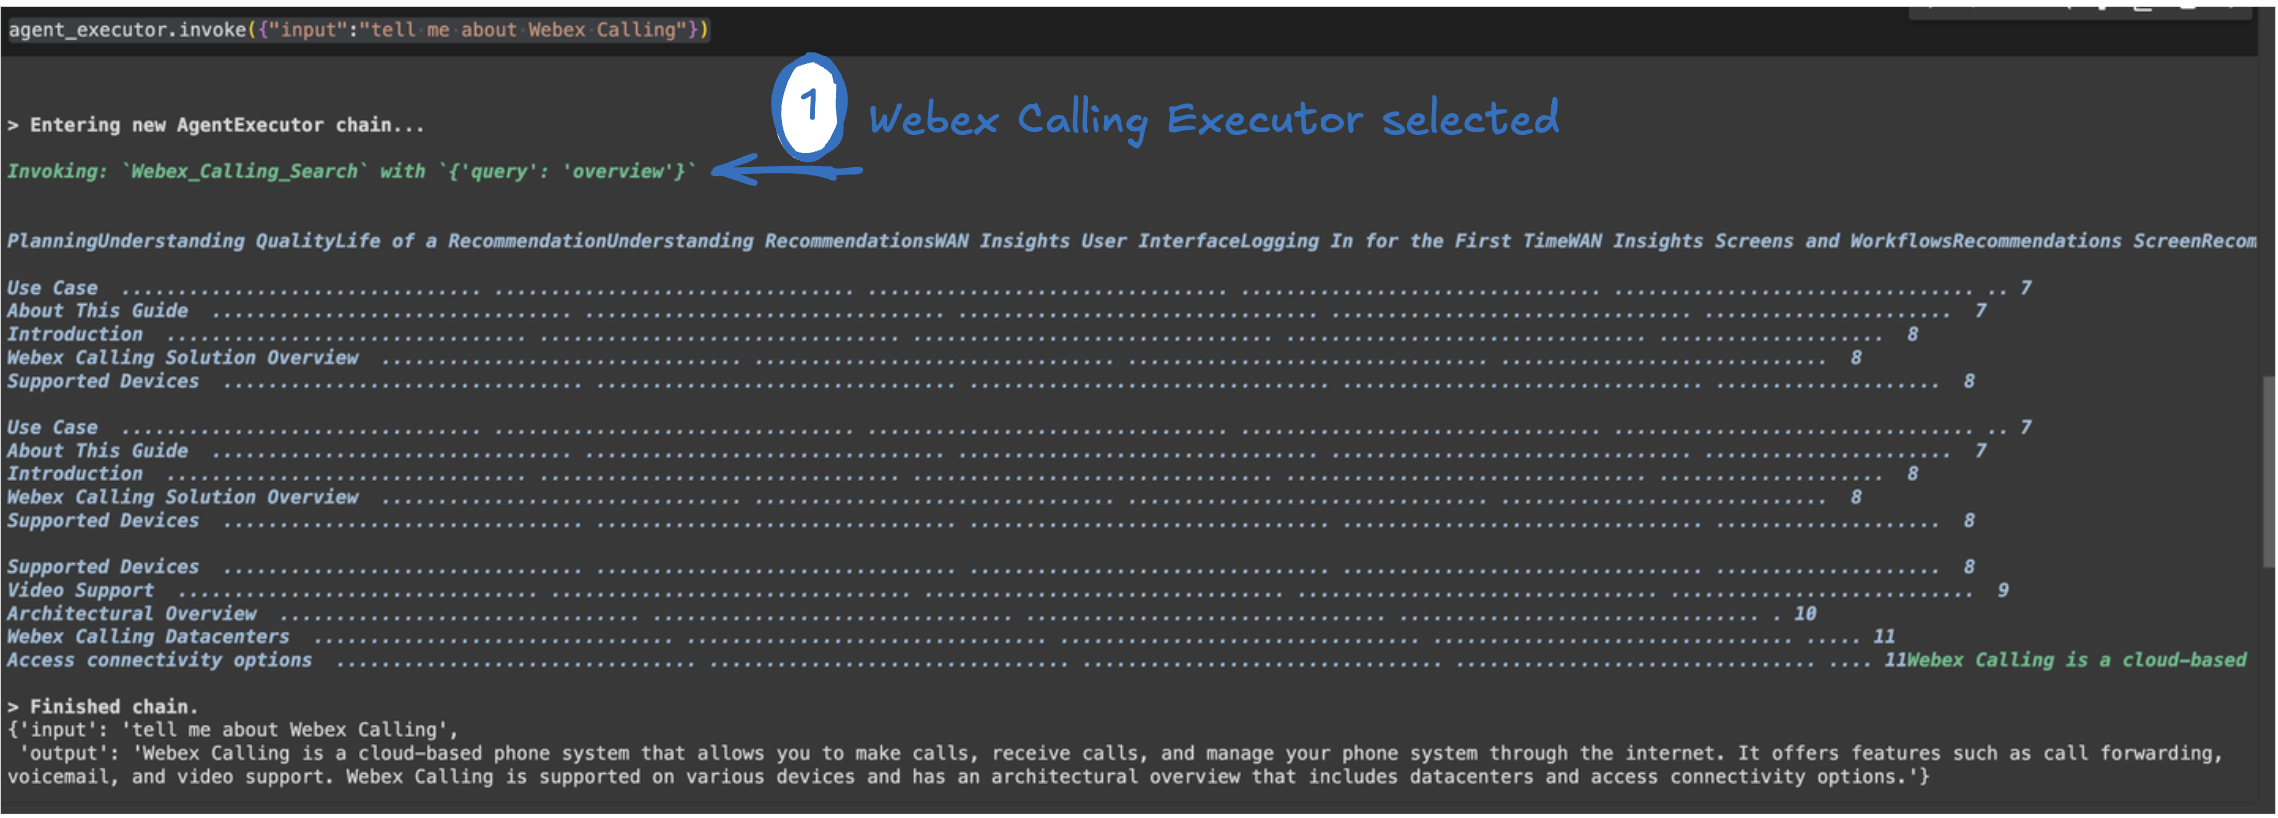 agent_executor.invoke({"input":"tell me about Webex Calling"})
1
Webex Calling Executor selected
> Entering new AgentExecutor chain...
Invoking: `Webex_Calling_Search` with `{'query': 'overview'}`
PlanningUnderstanding QualityLife of a RecommendationUnderstanding RecommendationsWAN Insights User InterfaceLogging In for the First TimeWAN Insights Screens and WorkflowsRecommendations ScreenRecom
Use Case ................................ ................................ ................................ ................................ ................................ .. 7
About This Guide ................................ ................................ ................................ ................................ ...................... 7
Introduction ................................ ................................ ................................ ................................ .................... 8
Webex Calling Solution Overview ................................ ................................ ................................ ............................. 8
Supported Devices ................................ ................................ ................................ ................................ .................... 8
Use Case ................................ ................................ ................................ ................................ ................................ .. 7
About This Guide ................................ ................................ ................................ ................................ ...................... 7
Introduction ................................ ................................ ................................ ................................ .................... 8
Webex Calling Solution Overview ................................ ................................ ................................ ............................. 8
Supported Devices ................................ ................................ ................................ ................................ .................... 8
Supported Devices ................................ ................................ ................................ ................................ .................... 8
Video Support ................................ ................................ ................................ ................................ ........................... 9
Architectural Overview ................................ ................................ ................................ ................................ . 10
Webex Calling Datacenters ................................ ................................ ................................ ................................ ..... 11
Access connectivity options ................................ ................................ ................................ ................................ .... 11Webex Calling is a cloud-based
> Finished chain.
{'input': 'tell me about Webex Calling',
'output': 'Webex Calling is a cloud-based phone system that allows you to make calls, receive calls, and manage your phone system through the internet. It offers features such as call forwarding,
voicemail, and video support. Webex Calling is supported on various devices and has an architectural overview that includes datacenters and access connectivity options.'}